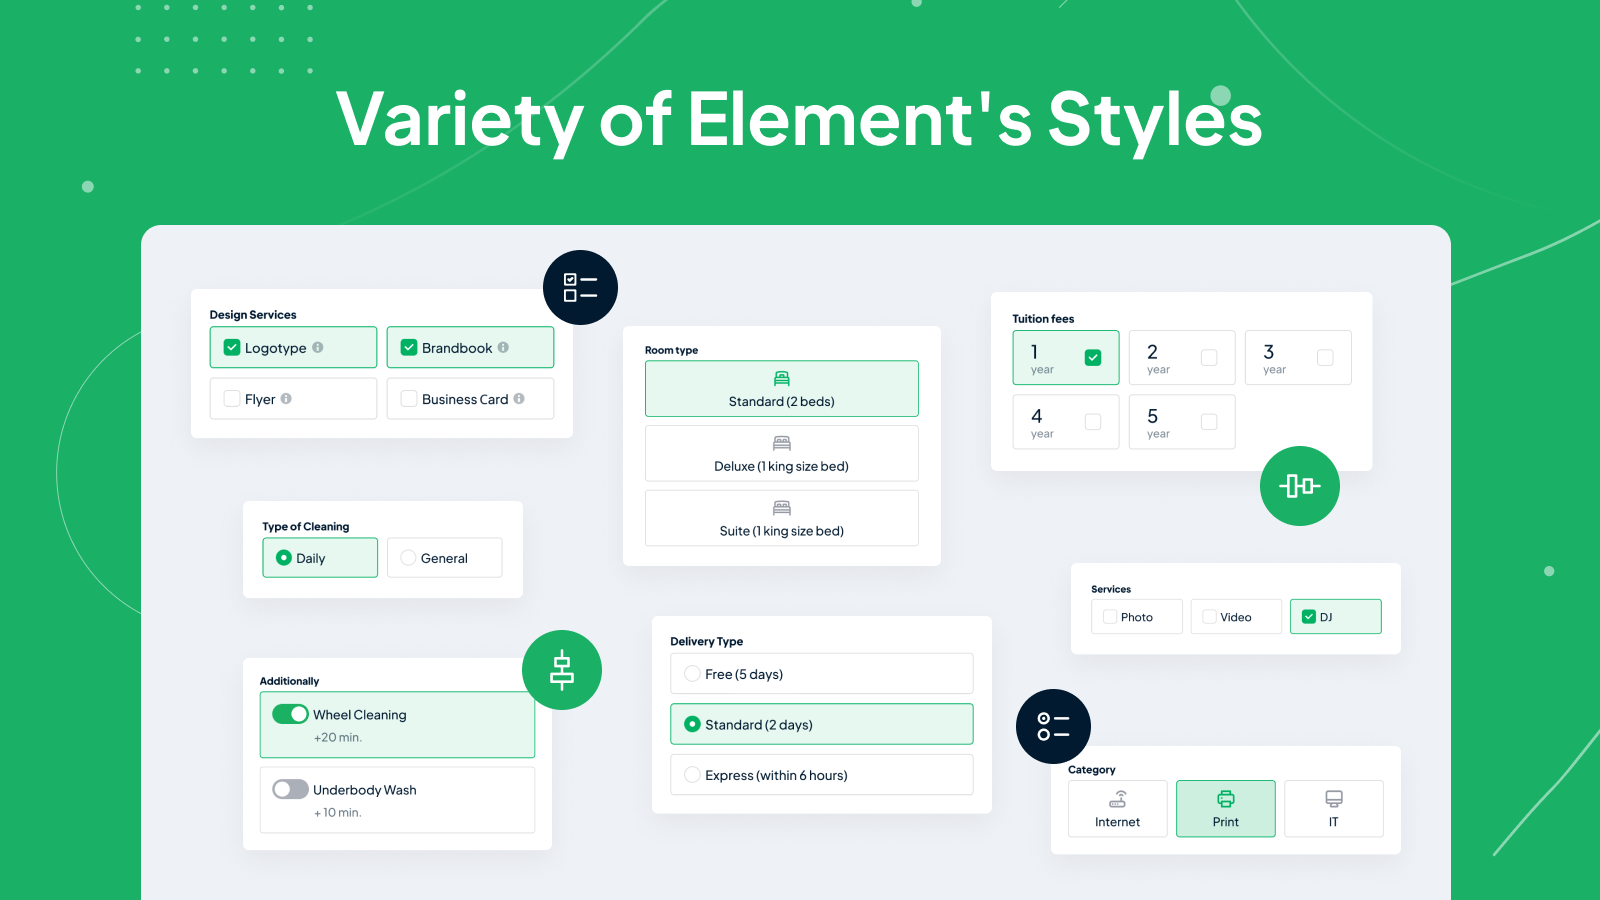 Variety of Element's Styles
Design Services
Logotype
Brandbook
Flyer
Business Card
Room type
Standard (2 beds)
Deluxe (1 king size bed)
Suite (1 king size bed)
Tuition fees
1
year
2
year
3
year
4
year
5
year
Type of Cleaning
Daily
General
Services
Photo
Video
DJ
Additionally
Wheel Cleaning
+20 min.
Underbody Wash
+ 10 min.
Delivery Type
Free (5 days)
Standard (2 days)
Express (within 6 hours)
Category
Internet
Print
IT